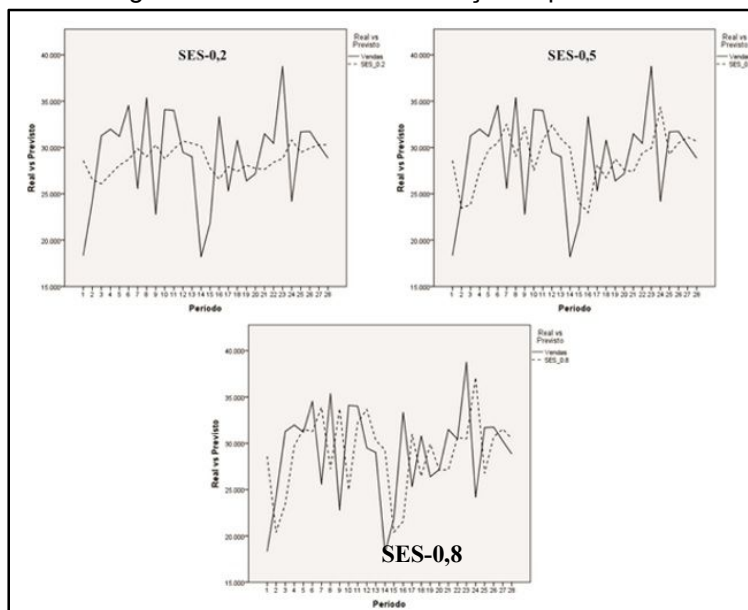 SES-0,2
Real vs
Previsto
Vendas
SES_0.2
40.000
35.000
30.000
25.000
20.000
15.000
Real vs Previsto
1 2 3 4 5 6 7 8 9 10 11 12 13 14 15 16 17 18 19 20 21 22 23 24 25 26 27 28
Período
SES-0,5
Real vs
Previsto
Vendas
40.000
35.000
30.000
25.000
20.000
15.000
Real vs Previsto
1 2 3 4 5 6 7 8 9 10 11 12 13 14 15 16 17 18 19 20 21 22 23 24 25 26 27 28
Período
Real vs
Previsto
Vendas
SES_0.8
40.000
35.000
30.000
25.000
20.000
15.000
Real vs Previsto
SES-0,8
1 2 3 4 5 6 7 8 9 10 11 12 13 14 15 16 17 18 19 20 21 22 23 24 25 26 27 28
Período